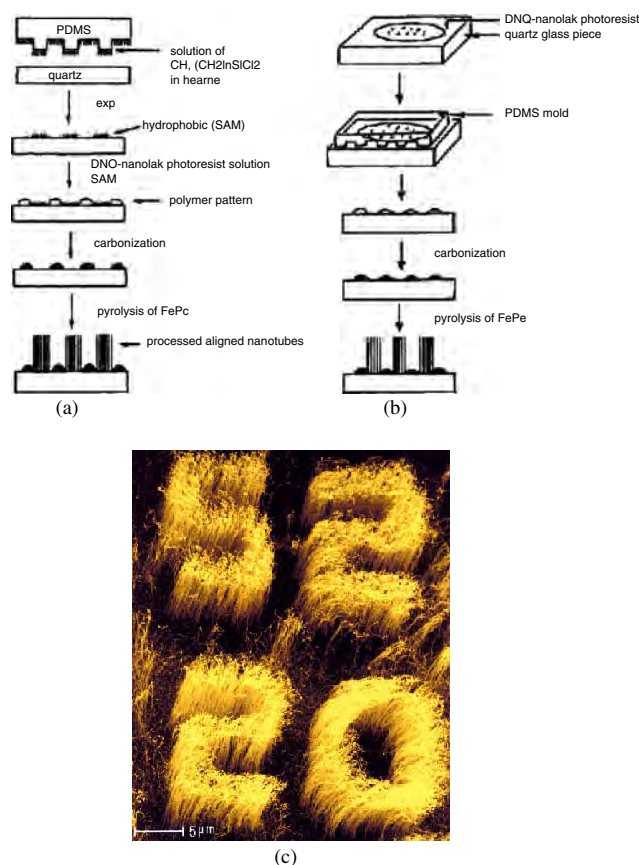 PDMS
solution of
CH, (CH2lnSlCl2
in hearne
quartz
exp
hydrophobic (SAM)
DNO-nanolak photoresist solution
SAM
polymer pattern
carbonization
pyrolysis of FePc
processed aligned nanotubes
(a)
DNQ-nanolak photoresist
quartz glass piece
PDMS mold
carbonization
pyrolysis of FePe
(b)
52
20
5 μm
(c)